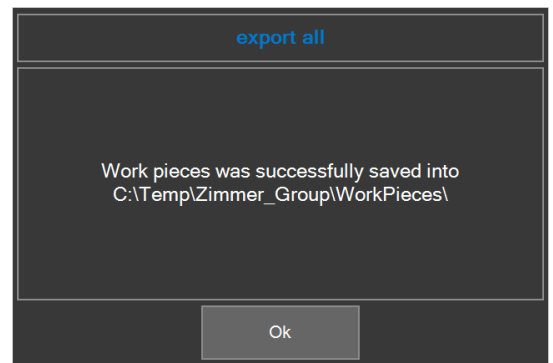 export all
Work pieces was successfully saved into
C:\Temp\Zimmer_Group\WorkPieces\
Ok